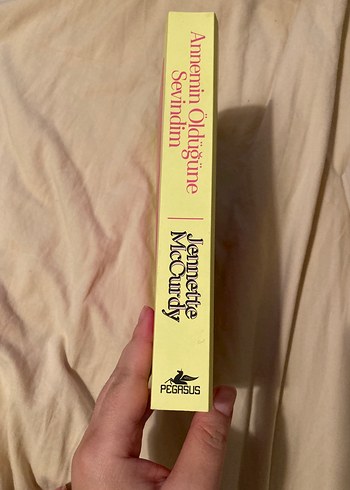 Annemin Öldüğüne
Sevindim
Jennette
McCurdy
PEGASUS